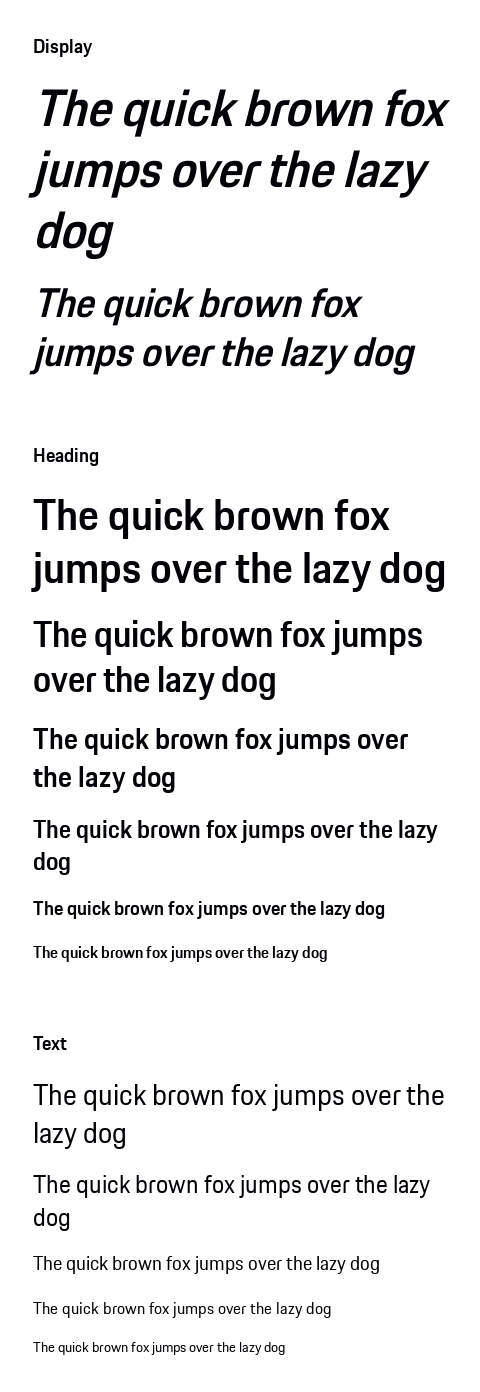 Display
The quick brown fox
jumps over the lazy
dog
The quick brown fox
jumps over the lazy dog
Heading
The quick brown fox
jumps over the lazy dog
The quick brown fox jumps
over the lazy dog
The quick brown fox jumps over
the lazy dog
The quick brown fox jumps over the lazy
dog
The quick brown fox jumps over the lazy dog
The quick brown fox jumps over the lazy dog
Text
The quick brown fox jumps over the
lazy dog
The quick brown fox jumps over the lazy
dog
The quick brown fox jumps over the lazy dog
The quick brown fox jumps over the lazy dog
The quick brown fox jumps over the lazy dog